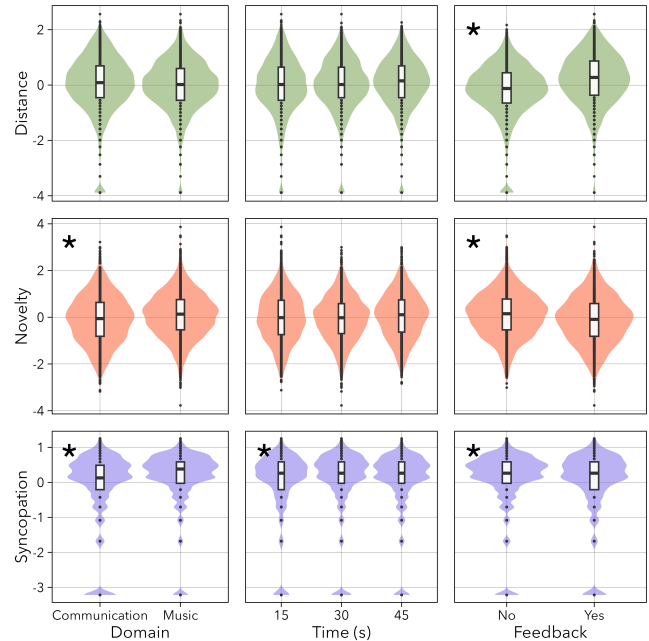 Distance
2
0
-2
-4
*
Novelty
4
2
0
-2
-4
*
*
Syncopation
1
0
-1
-2
-3
*
*
*
Communication Music
15 30 45
No Yes
Domain
Time (s)
Feedback